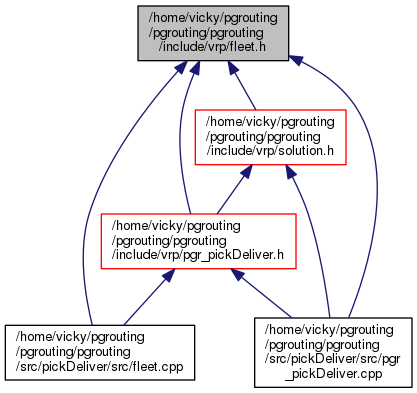 /home/vicky/pgrouting
/pgrouting/pgrouting
/include/vrp/fleet.h
/home/vicky/pgrouting
/pgrouting/pgrouting
/include/vrp/solution.h
/home/vicky/pgrouting
/pgrouting/pgrouting
/include/vrp/pgr_pickDeliver.h
/home/vicky/pgrouting
/pgrouting/pgrouting
/src/pickDeliver/src/fleet.cpp
/home/vicky/pgrouting
/pgrouting/pgrouting
/src/pickDeliver/src/pgr
_pickDeliver.cpp